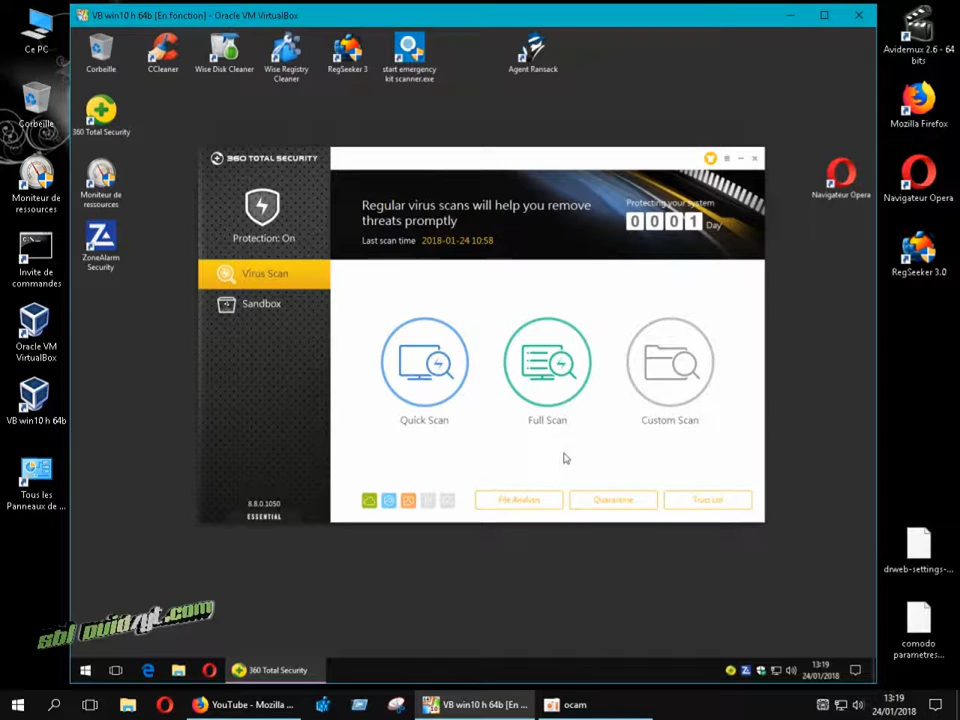 VB win10 h 64b [En fonction] - Oracle VM VirtualBox
Ce PC
Corbeille
Moniteur de
ressources
Invite de
commandes
Oracle VM
VirtualBox
VB win10 h 64b
Tous les
Panneaux de ...
Corbeille
CCleaner
Wise Disk Cleaner
Wise Registry
Cleaner
RegSeeker 3
start emergency
kit scanner.exe
Agent Ransack
360 Total Security
Moniteur de
ressources
ZoneAlarm
Security
360 TOTAL SECURITY
Protection: On
Virus Scan
Sandbox
8.8.0.1050
ESSENTIAL
Regular virus scans will help you remove
threats promptly
Last scan time 2018-01-24 10:58
Protecting your system
0 0 0 1 Day
Quick Scan
Full Scan
Custom Scan
File Analysis
Quarantine
Trust List
Navigateur Opera
Avidemux 2.6 - 64
bits
Mozilla Firefox
Navigateur Opera
RegSeeker 3.0
drweb-settings-...
comodo
parametres...
360 Total Security
13:19
24/01/2018
YouTube - Mozilla ...
VB win10 h 64b [En ...
ocam
13:19
24/01/2018